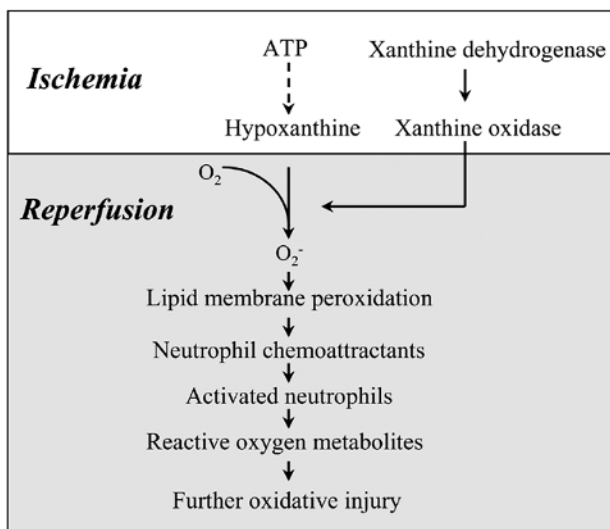 ATP
Xanthine dehydrogenase
Ischemia
Hypoxanthine
Xanthine oxidase
O₂
Reperfusion
O₂⁻
Lipid membrane peroxidation
Neutrophil chemoattractants
Activated neutrophils
Reactive oxygen metabolites
Further oxidative injury